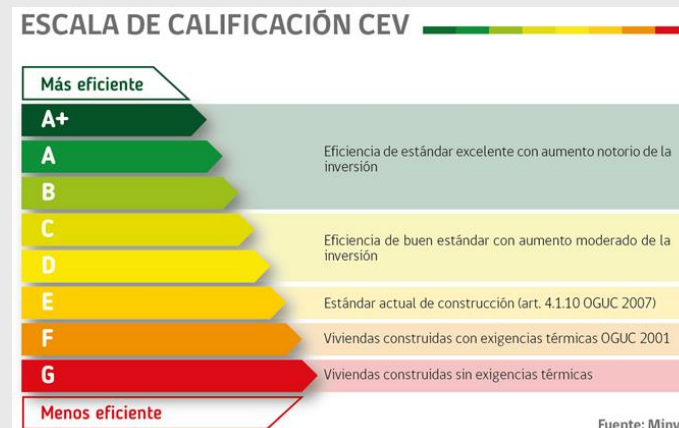 ESCALA DE CALIFICACIÓN CEV
Más eficiente
A+
A
B
Eficiencia de estándar excelente con aumento notorio de la
inversión
C
D
Eficiencia de buen estándar con aumento moderado de la
inversión
E
Estándar actual de construcción (art. 4.1.10 OGUC 2007)
F
Viviendas construidas con exigencias térmicas OGUC 2001
G
Viviendas construidas sin exigencias térmicas
Menos eficiente
Fuente: